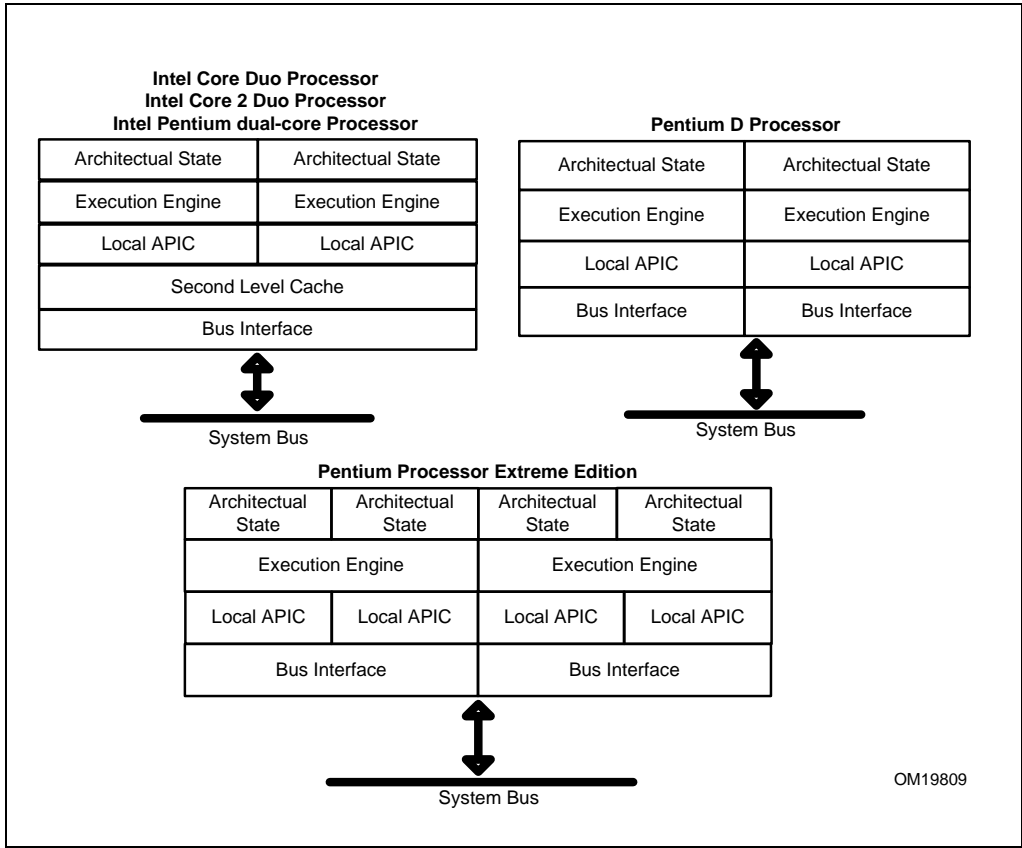 Intel Core Duo Processor
Intel Core 2 Duo Processor
Intel Pentium dual-core Processor
Architectual State Architectual State
Execution Engine Execution Engine
Local APIC Local APIC
Second Level Cache
Bus Interface
System Bus
Pentium D Processor
Architectual State Architectual State
Execution Engine Execution Engine
Local APIC Local APIC
Bus Interface Bus Interface
System Bus
Pentium Processor Extreme Edition
Architectual Architectual Architectual Architectual
State State State State
Execution Engine Execution Engine
Local APIC Local APIC Local APIC Local APIC
Bus Interface Bus Interface
System Bus
OM19809